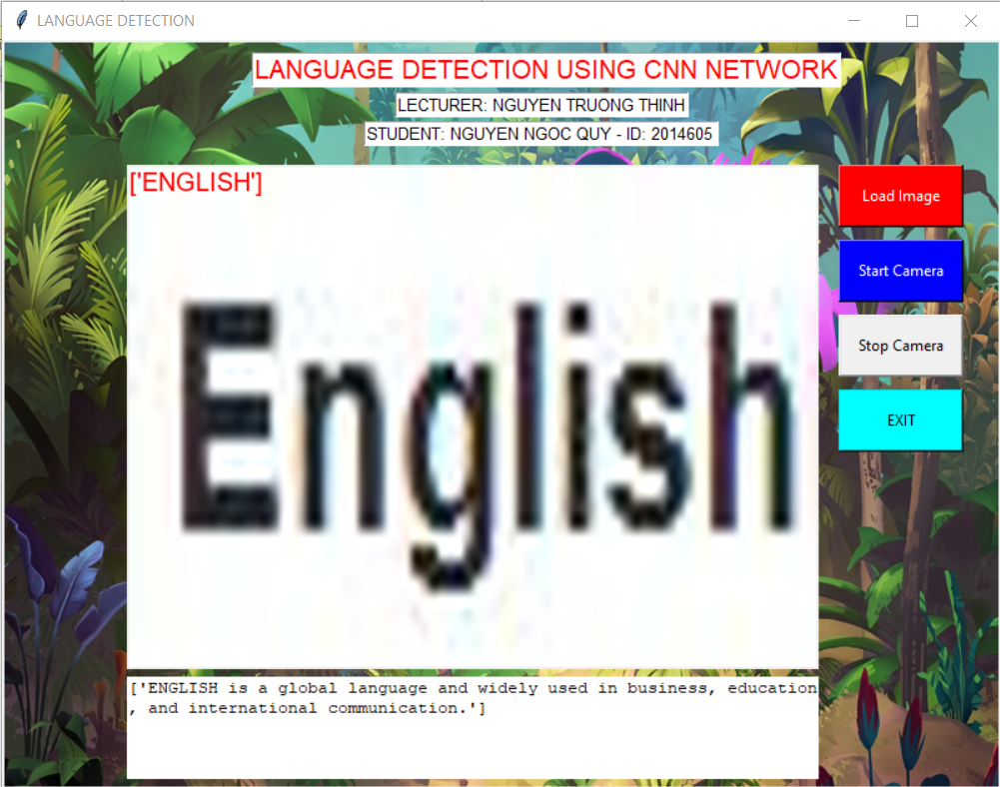 LANGUAGE DETECTION
LANGUAGE DETECTION USING CNN NETWORK
LECTURER: NGUYEN TRUONG THINH
STUDENT: NGUYEN NGOC QUY - ID: 2014605
['ENGLISH']
English
Load Image
Start Camera
Stop Camera
EXIT
['ENGLISH is a global language and widely used in business, education
, and international communication.']